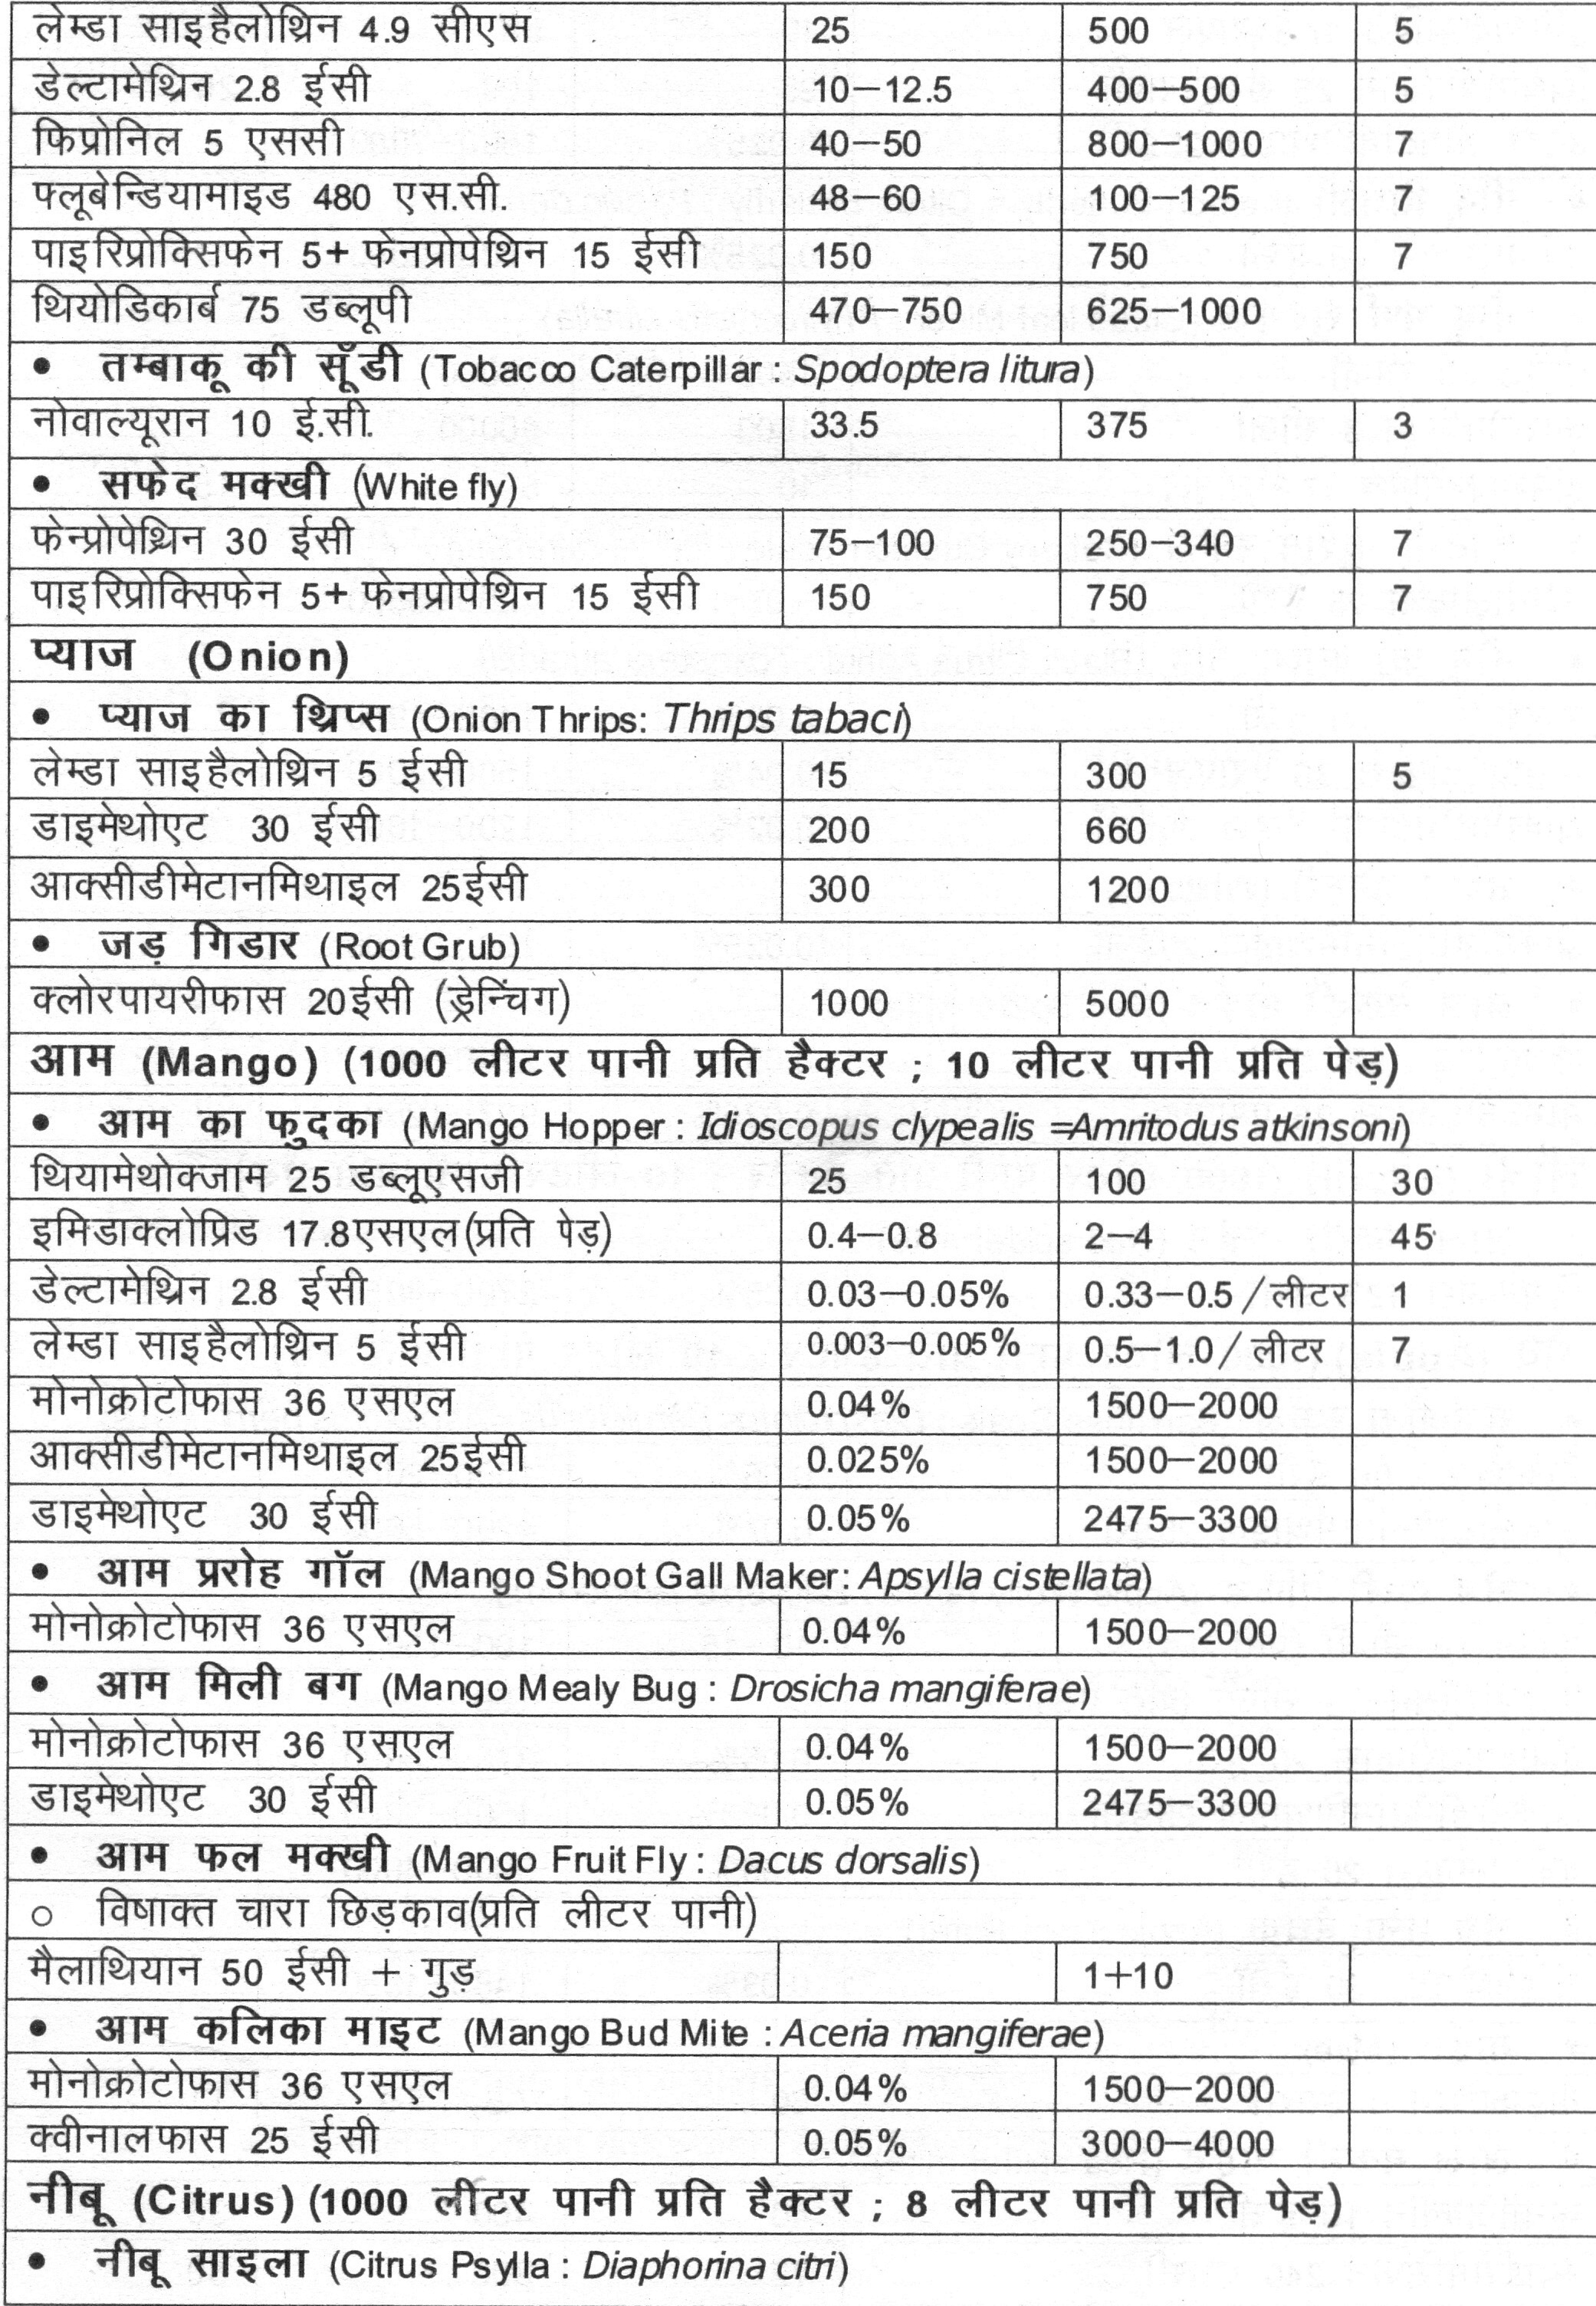 लेम्डा साइहैलोथ्रिन 4.9 सीएस 25 500 5
डेल्टामेथ्रिन 2.8 ईसी 10–12.5 400–500 5
फिप्रोनिल 5 एससी 40–50 800–1000 7
फ्लूबेन्डियामाइड 480 एस.सी. 48–60 100–125 7
पाइरिप्रोक्सिफेन 5+ फेनप्रोपेथ्रिन 15 ईसी 150 750 7
थियोडिकार्ब 75 डब्लूपी 470–750 625–1000
• तम्बाकू की सूँडी (Tobacco Caterpillar : Spodoptera litura)
नोवाल्यूरान 10 ई.सी. 33.5 375 3
• सफेद मक्खी (White fly)
फेन्प्रोपेथ्रिन 30 ईसी 75–100 250–340 7
पाइरिप्रोक्सिफेन 5+ फेनप्रोपेथ्रिन 15 ईसी 150 750 7
प्याज (Onion)
• प्याज का थ्रिप्स (Onion Thrips: Thrips tabaci)
लेम्डा साइहैलोथ्रिन 5 ईसी 15 300 5
डाइमेथोएट 30 ईसी 200 660
आक्सीडीमेटानमिथाइल 25ईसी 300 1200
• जड़ गिडार (Root Grub)
क्लोरपायरीफास 20ईसी (ड्रेन्चिंग) 1000 5000
आम (Mango) (1000 लीटर पानी प्रति हैक्टर ; 10 लीटर पानी प्रति पेड़)
• आम का फुदका (Mango Hopper : Idioscopus clypealis =Amritodus atkinsoni)
थियामेथोक्जाम 25 डब्लूएसजी 25 100 30
इमिडाक्लोप्रिड 17.8एसएल(प्रति पेड़) 0.4–0.8 2–4 45
डेल्टामेथ्रिन 2.8 ईसी 0.03–0.05% 0.33–0.5 / लीटर 1
लेम्डा साइहैलोथ्रिन 5 ईसी 0.003–0.005% 0.5–1.0 / लीटर 7
मोनोक्रोटोफास 36 एसएल 0.04% 1500–2000
आक्सीडीमेटानमिथाइल 25ईसी 0.025% 1500–2000
डाइमेथोएट 30 ईसी 0.05% 2475–3300
• आम प्ररोह गॉल (Mango Shoot Gall Maker: Apsylla cistellata)
मोनोक्रोटोफास 36 एसएल 0.04% 1500–2000
• आम मिली बग (Mango Mealy Bug : Drosicha mangiferae)
मोनोक्रोटोफास 36 एसएल 0.04% 1500–2000
डाइमेथोएट 30 ईसी 0.05% 2475–3300
• आम फल मक्खी (Mango Fruit Fly : Dacus dorsalis)
○ विषाक्त चारा छिड़काव(प्रति लीटर पानी)
मैलाथियान 50 ईसी + गुड़ 1+10
• आम कलिका माइट (Mango Bud Mite : Aceria mangiferae)
मोनोक्रोटोफास 36 एसएल 0.04% 1500–2000
क्वीनालफास 25 ईसी 0.05% 3000–4000
नीबू (Citrus) (1000 लीटर पानी प्रति हैक्टर ; 8 लीटर पानी प्रति पेड़)
• नीबू साइला (Citrus Psylla : Diaphorina citri)